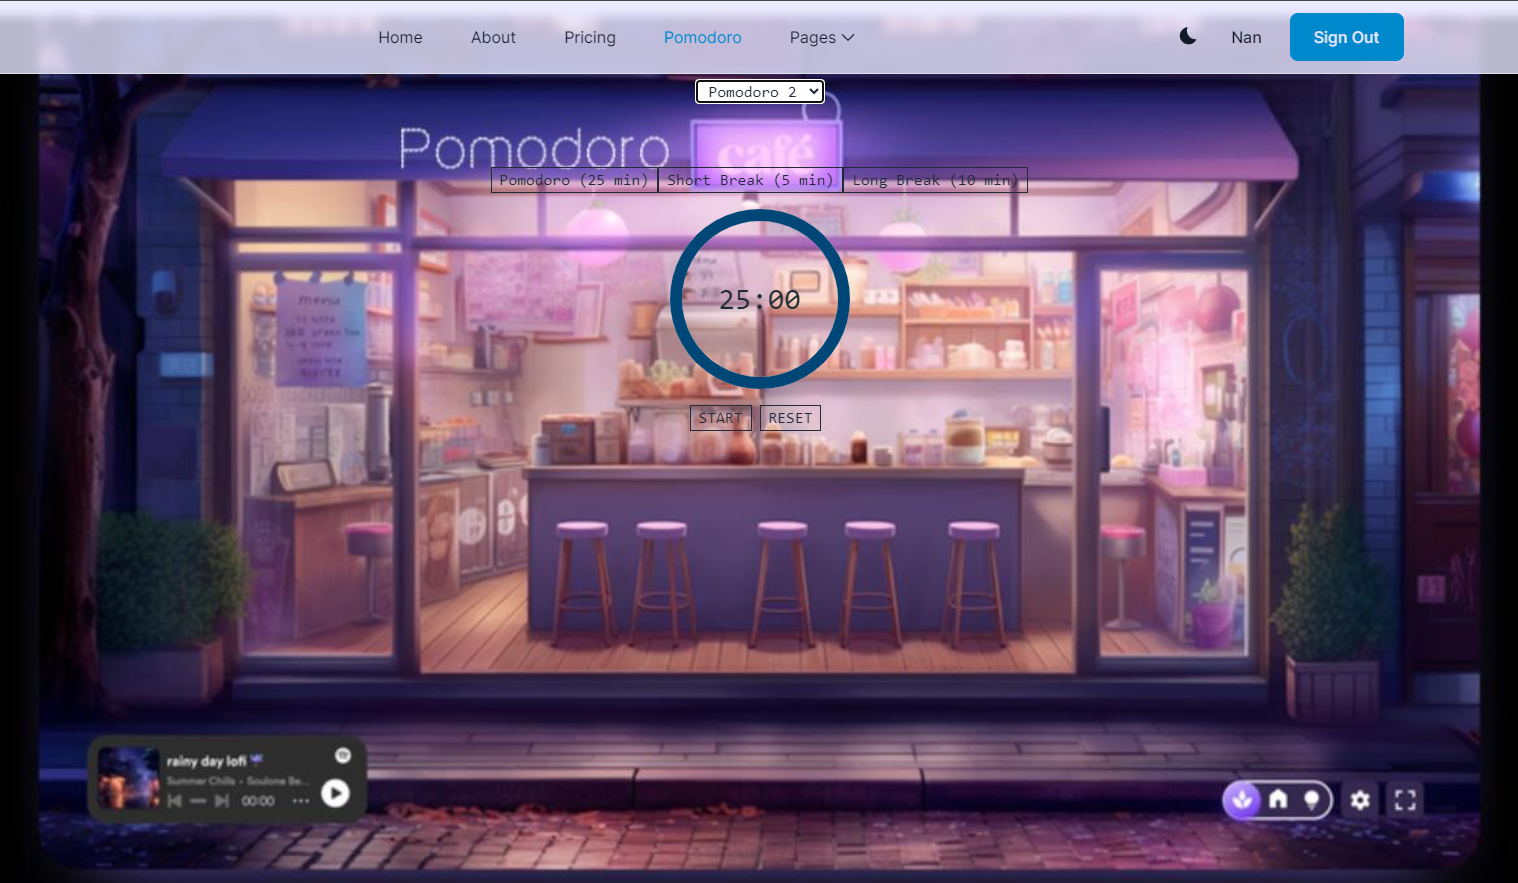 Home About Pricing Pomodoro Pages Nan Sign Out
Pomodoro 2
Pomodoro café
Pomodoro (25 min) Short Break (5 min) Long Break (10 min)
menu
25:00
START RESET
rainy day lofi
Summer Chills - Soulone Be...
00:00